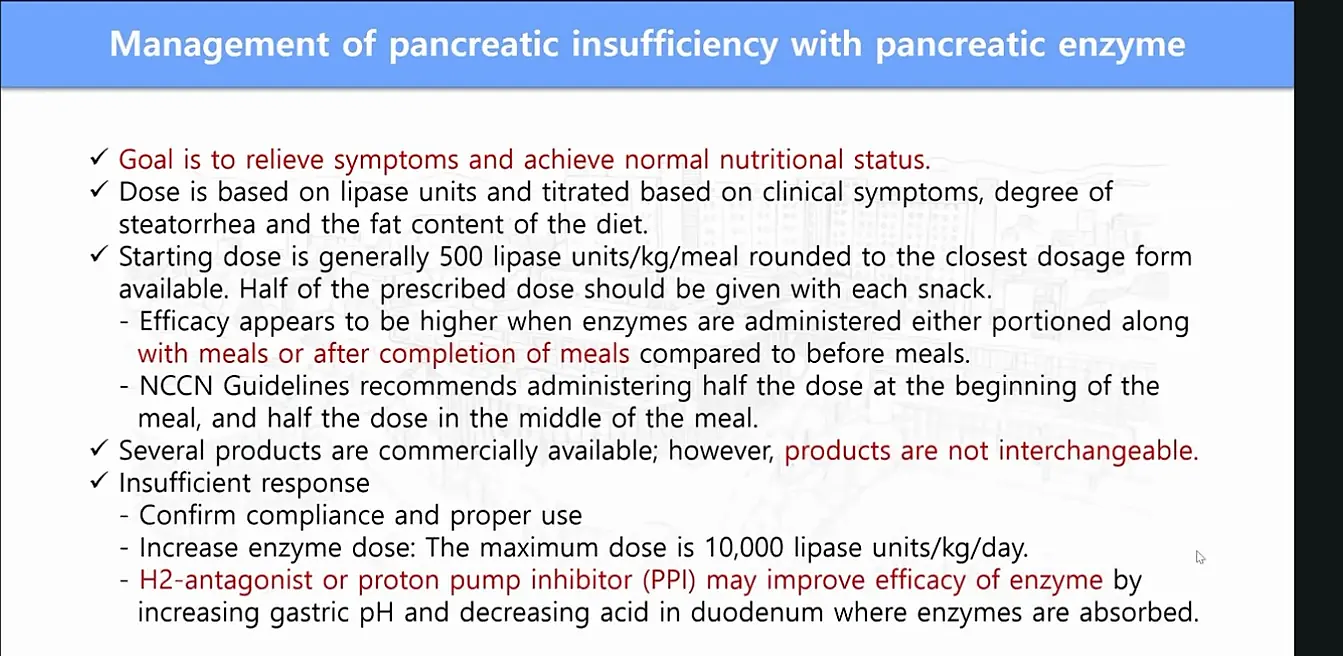 Management of pancreatic insufficiency with pancreatic enzyme
✓ Goal is to relieve symptoms and achieve normal nutritional status.
✓ Dose is based on lipase units and titrated based on clinical symptoms, degree of
steatorrhea and the fat content of the diet.
✓ Starting dose is generally 500 lipase units/kg/meal rounded to the closest dosage form
available. Half of the prescribed dose should be given with each snack.
- Efficacy appears to be higher when enzymes are administered either portioned along
with meals or after completion of meals compared to before meals.
- NCCN Guidelines recommends administering half the dose at the beginning of the
meal, and half the dose in the middle of the meal.
✓ Several products are commercially available; however, products are not interchangeable.
✓ Insufficient response
- Confirm compliance and proper use
- Increase enzyme dose: The maximum dose is 10,000 lipase units/kg/day.
- H2-antagonist or proton pump inhibitor (PPI) may improve efficacy of enzyme by
increasing gastric pH and decreasing acid in duodenum where enzymes are absorbed.